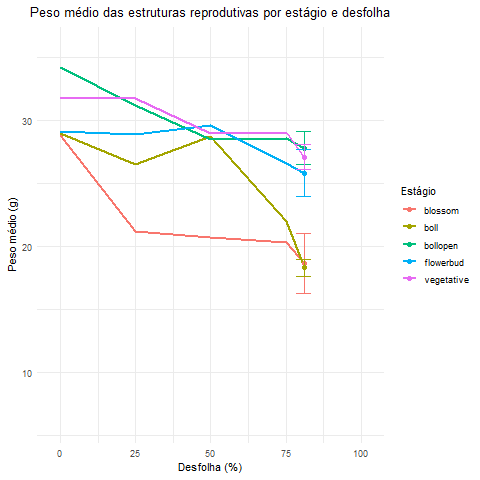 Peso médio das estruturas reprodutivas por estágio e desfolha
Peso médio (g)
30
20
10
0
25
50
75
100
Desfolha (%)
Estágio
blossom
boll
bollopen
flowerbud
vegetative